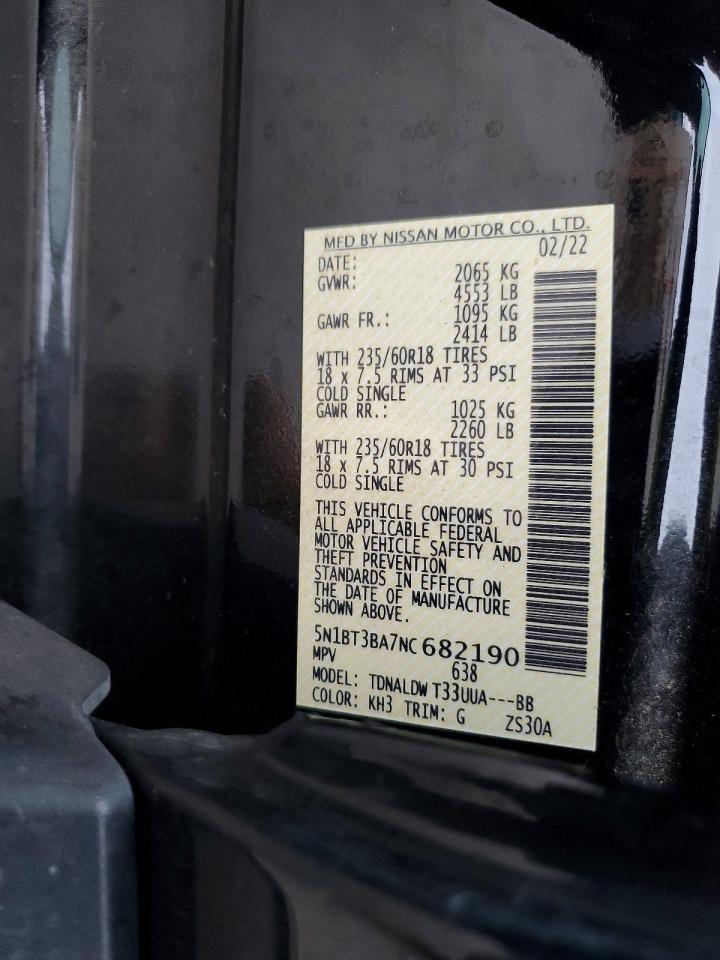 MFD BY NISSAN MOTOR CO., LTD.
DATE: 02/22
GVWR: 2065 KG
4553 LB
GAWR FR.: 1095 KG
2414 LB
WITH 235/60R18 TIRES
18 x 7.5 RIMS AT 33 PSI
COLD SINGLE
GAWR RR.: 1025 KG
2260 LB
WITH 235/60R18 TIRES
18 x 7.5 RIMS AT 30 PSI
COLD SINGLE
THIS VEHICLE CONFORMS TO
ALL APPLICABLE FEDERAL
MOTOR VEHICLE SAFETY AND
THEFT PREVENTION
STANDARDS IN EFFECT ON
THE DATE OF MANUFACTURE
SHOWN ABOVE.
5N1BT3BA7NC 682190
MPV 638
MODEL: TDNALDW T33UUA---BB
COLOR: KH3 TRIM: G ZS30A